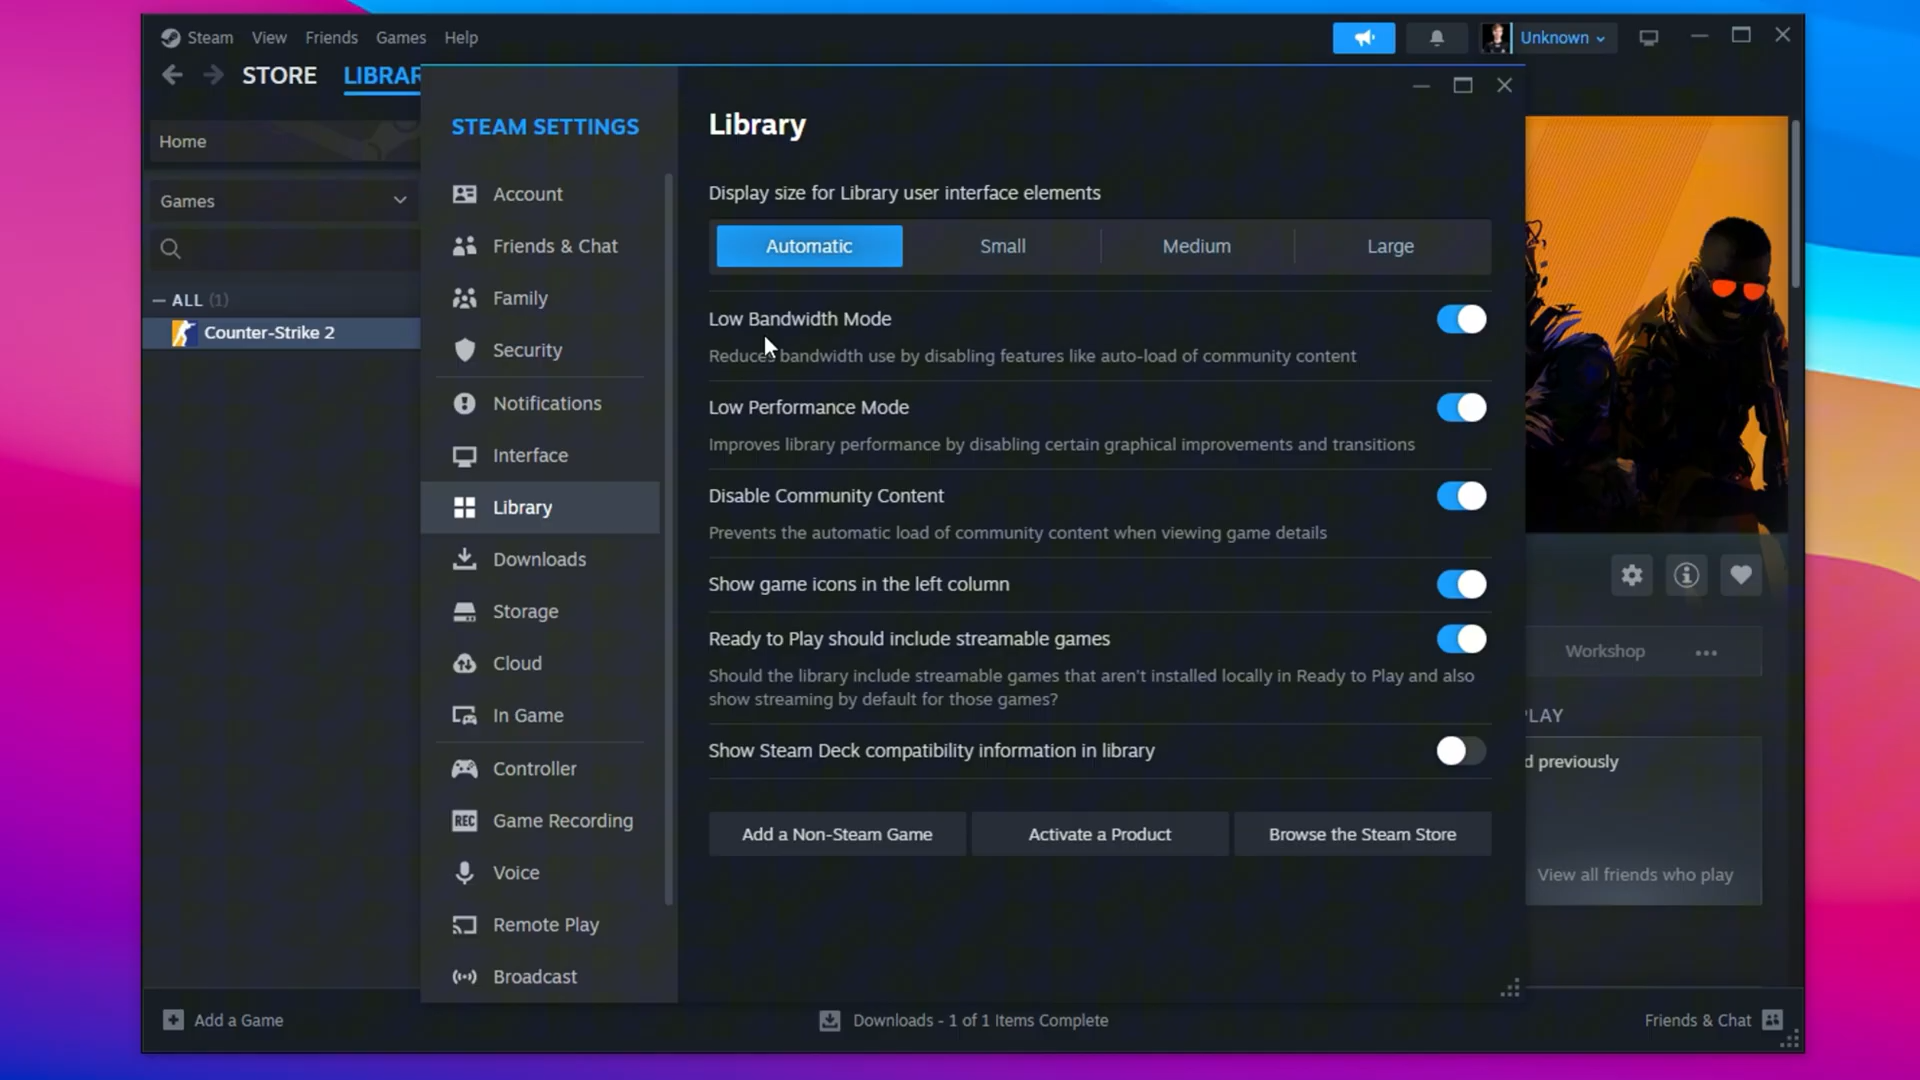 Steam View Friends Games Help
Unknown
STORE LIBRAR
Home
Games
— ALL (1)
Counter-Strike 2
STEAM SETTINGS
Account
Friends & Chat
Family
Security
Notifications
Interface
Library
Downloads
Storage
Cloud
In Game
Controller
REC Game Recording
Voice
Remote Play
Broadcast
Library
Display size for Library user interface elements
Automatic Small Medium Large
Low Bandwidth Mode
Reduces bandwidth use by disabling features like auto-load of community content
Low Performance Mode
Improves library performance by disabling certain graphical improvements and transitions
Disable Community Content
Prevents the automatic load of community content when viewing game details
Show game icons in the left column
Ready to Play should include streamable games
Should the library include streamable games that aren't installed locally in Ready to Play and also
show streaming by default for those games?
Show Steam Deck compatibility information in library
Add a Non-Steam Game Activate a Product Browse the Steam Store
Workshop
PLAY
d previously
View all friends who play
Add a Game
Downloads - 1 of 1 Items Complete
Friends & Chat